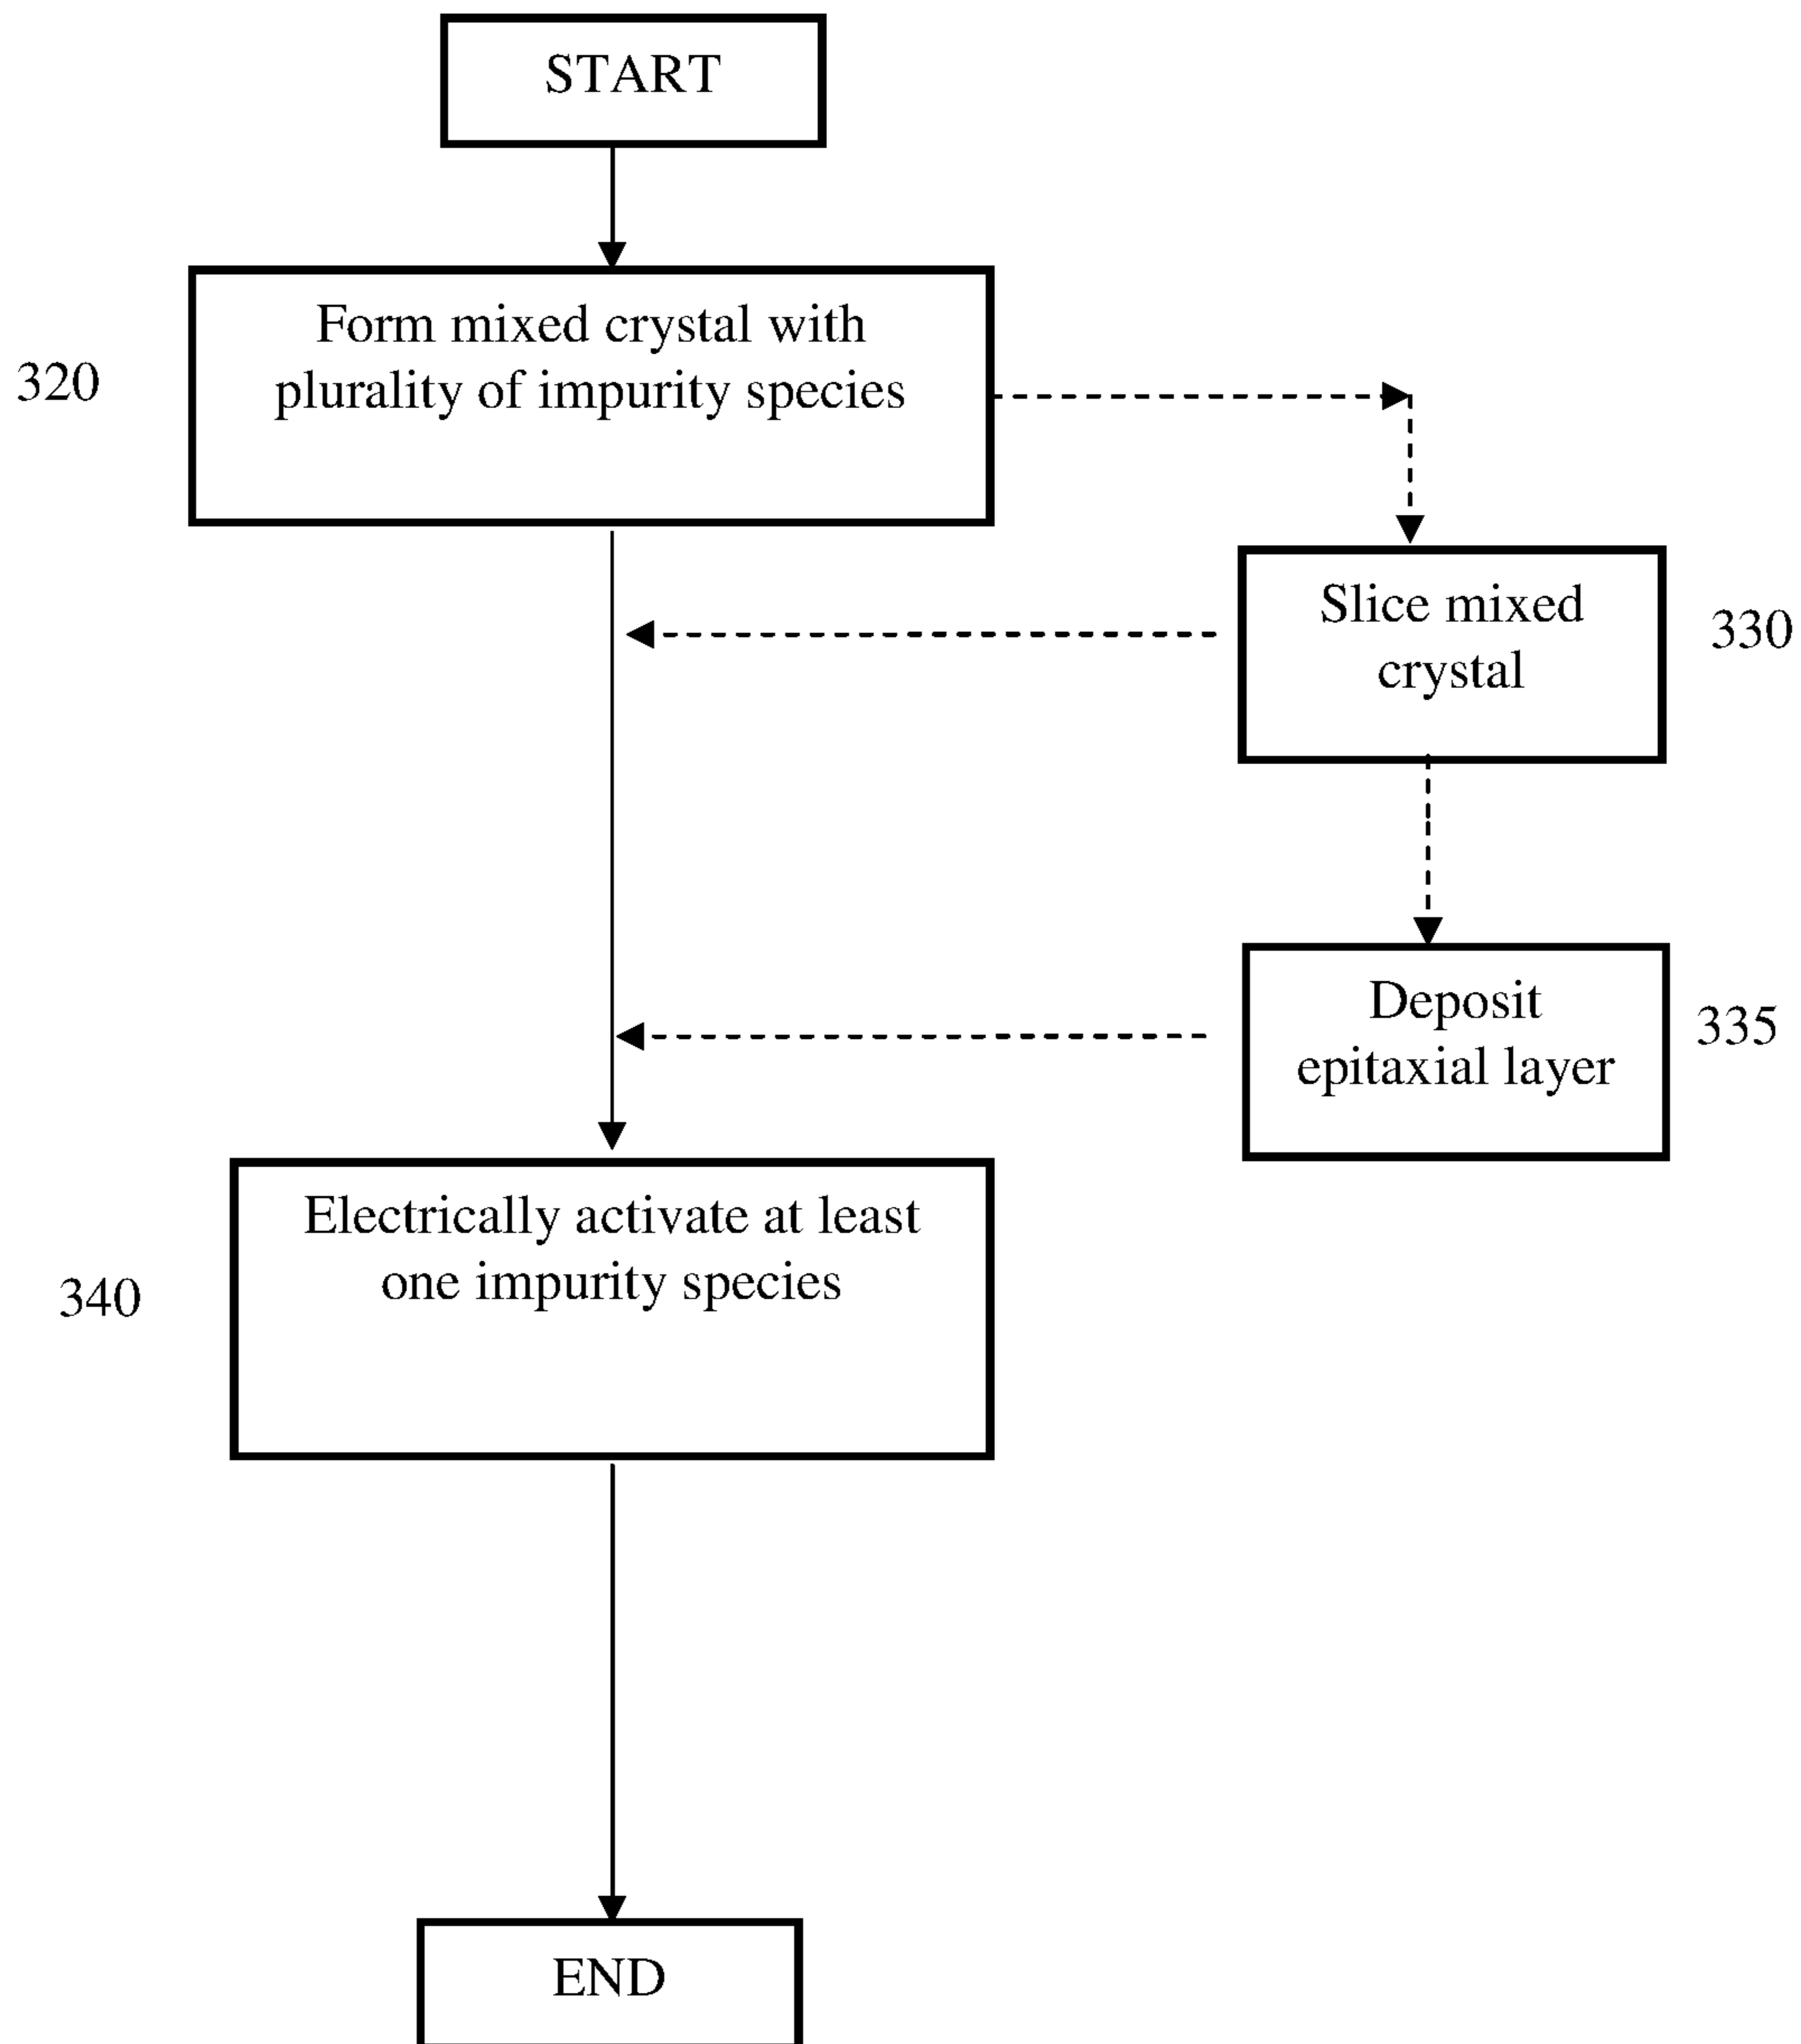 START
320
Form mixed crystal with
plurality of impurity species
Slice mixed
crystal
330
Deposit
epitaxial layer
335
340
Electrically activate at least
one impurity species
END